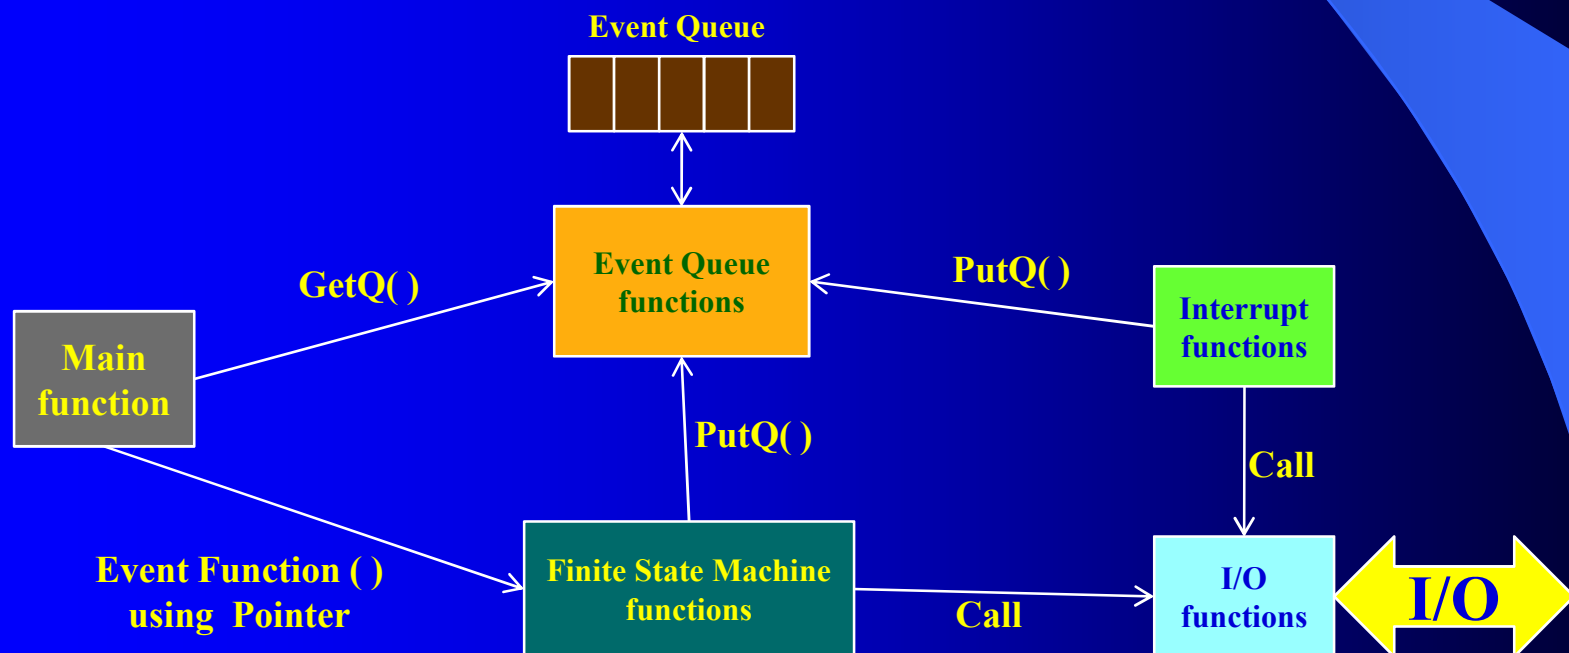 Event Queue
Event Queue
functions
GetQ( )
PutQ( )
Interrupt
functions
Main
function
PutQ( )
Call
Event Function ( )
using Pointer
Finite State Machine
functions
Call
I/O
functions
I/O